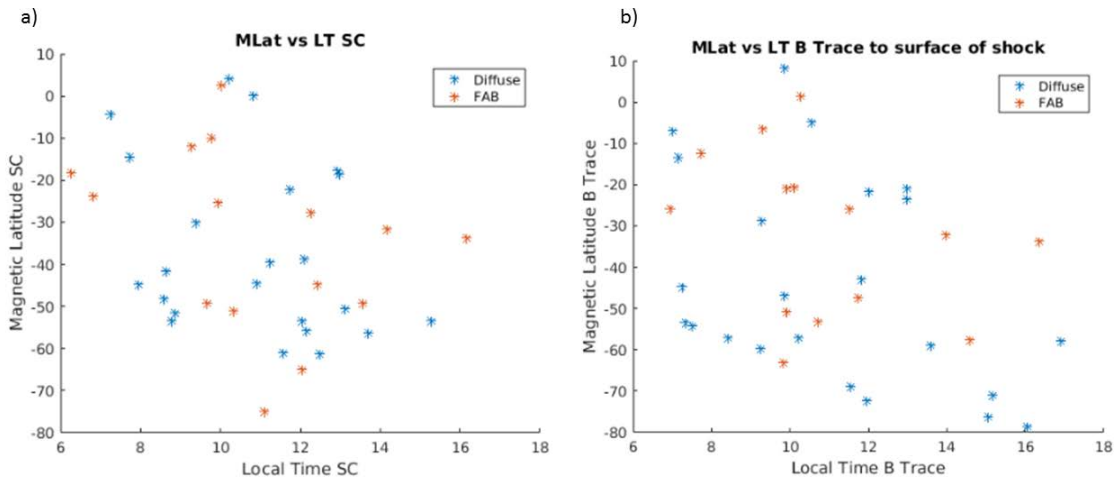 a)
MLat vs LT SC
10
0
-10
-20
-30
-40
-50
-60
-70
-80
Magnetic Latitude SC
Diffuse
FAB
6 8 10 12 14 16 18
Local Time SC
b)
MLat vs LT B Trace to surface of shock
10
0
-10
-20
-30
-40
-50
-60
-70
-80
Magnetic Latitude B Trace
Diffuse
FAB
6 8 10 12 14 16 18
Local Time B Trace